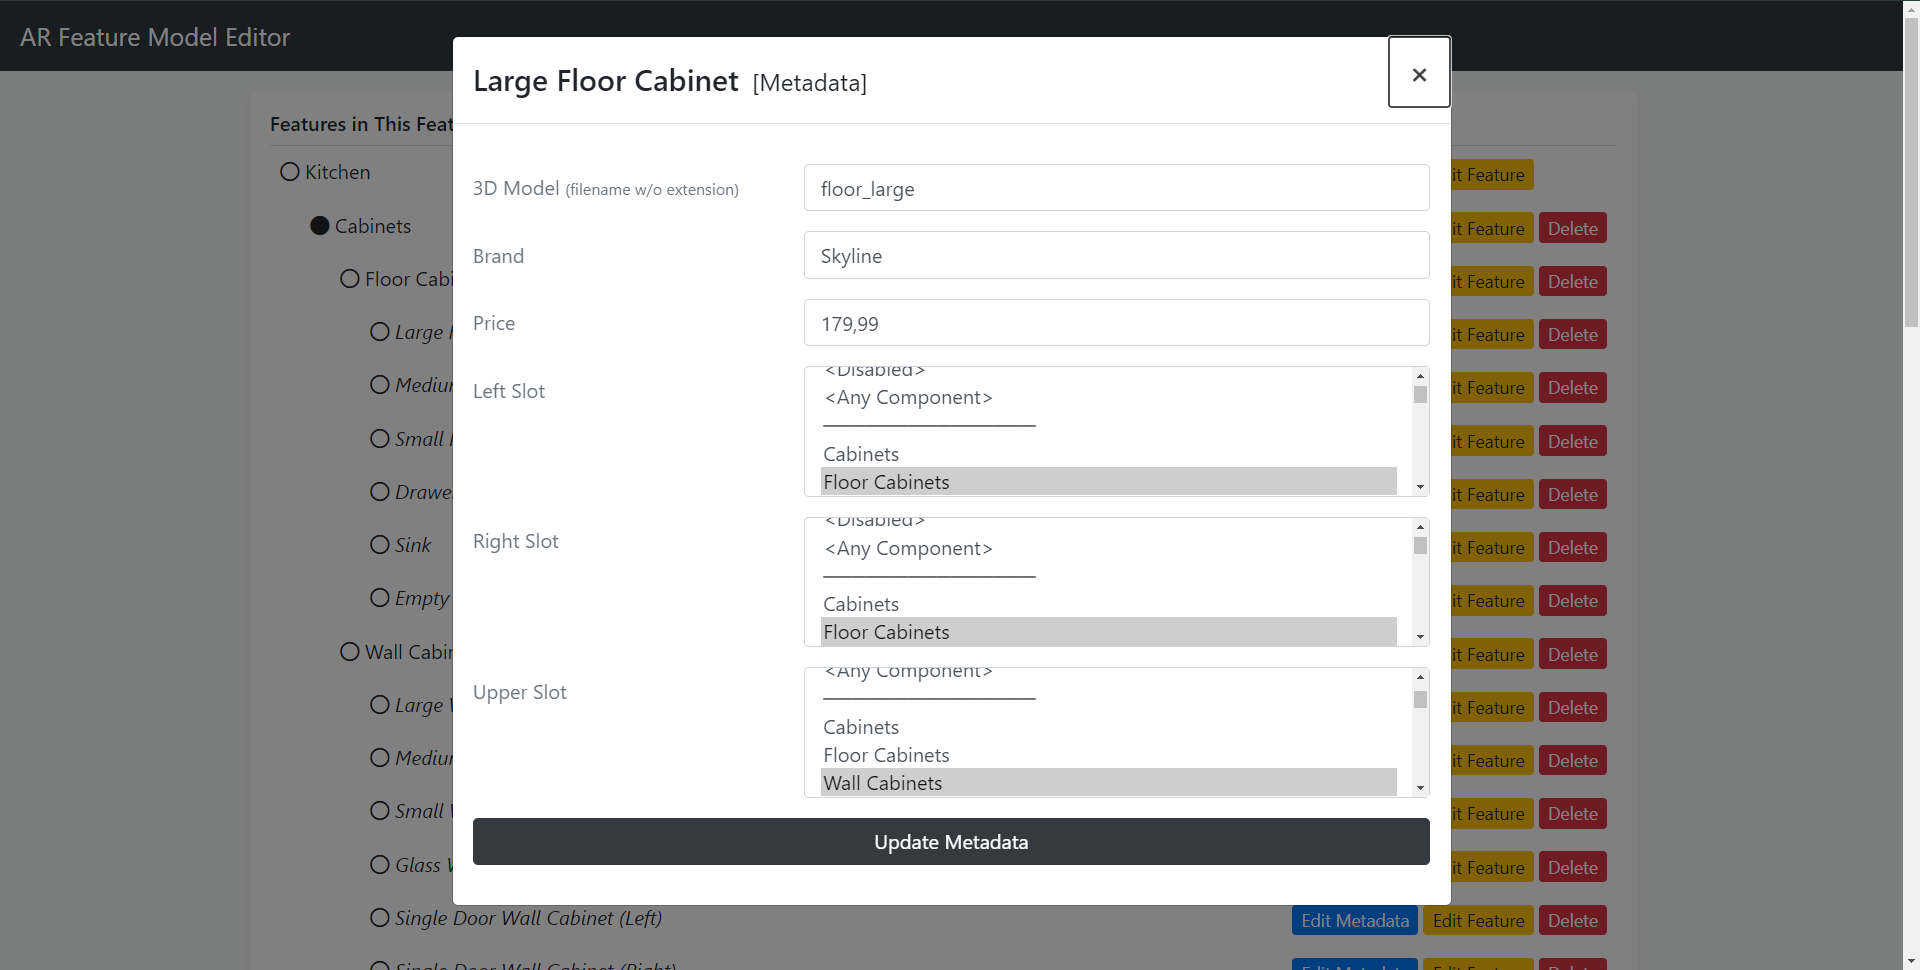 AR Feature Model Editor
Large Floor Cabinet [Metadata]
×
Features in This Feat
Kitchen
it Feature
Cabinets
it Feature Delete
Floor Cabi
it Feature Delete
Large
it Feature Delete
Mediu
it Feature Delete
Small
it Feature Delete
Drawe
it Feature Delete
Sink
it Feature Delete
Empty
it Feature Delete
Wall Cabin
it Feature Delete
Large
it Feature Delete
Mediu
it Feature Delete
Small
it Feature Delete
Glass
it Feature Delete
3D Model (filename w/o extension)
floor_large
Brand
Skyline
Price
179,99
Left Slot
<Disabled>
<Any Component>
Cabinets
Floor Cabinets
Right Slot
<Disabled>
<Any Component>
Cabinets
Floor Cabinets
Upper Slot
<Any Component>
Cabinets
Floor Cabinets
Wall Cabinets
Update Metadata
Single Door Wall Cabinet (Left)
Edit Metadata Edit Feature Delete
Single Door Wall Cabinet (Right)
Edit Metadata Edit Feature Delete